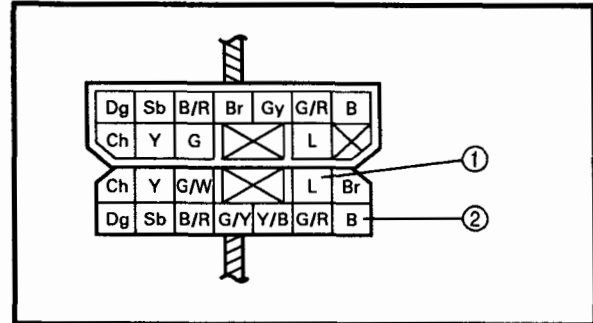 Dg Sb B/R Br Gy G/R B
Ch Y G L
①
Ch Y G/W L Br
Dg Sb B/R G/Y Y/B G/R B ②